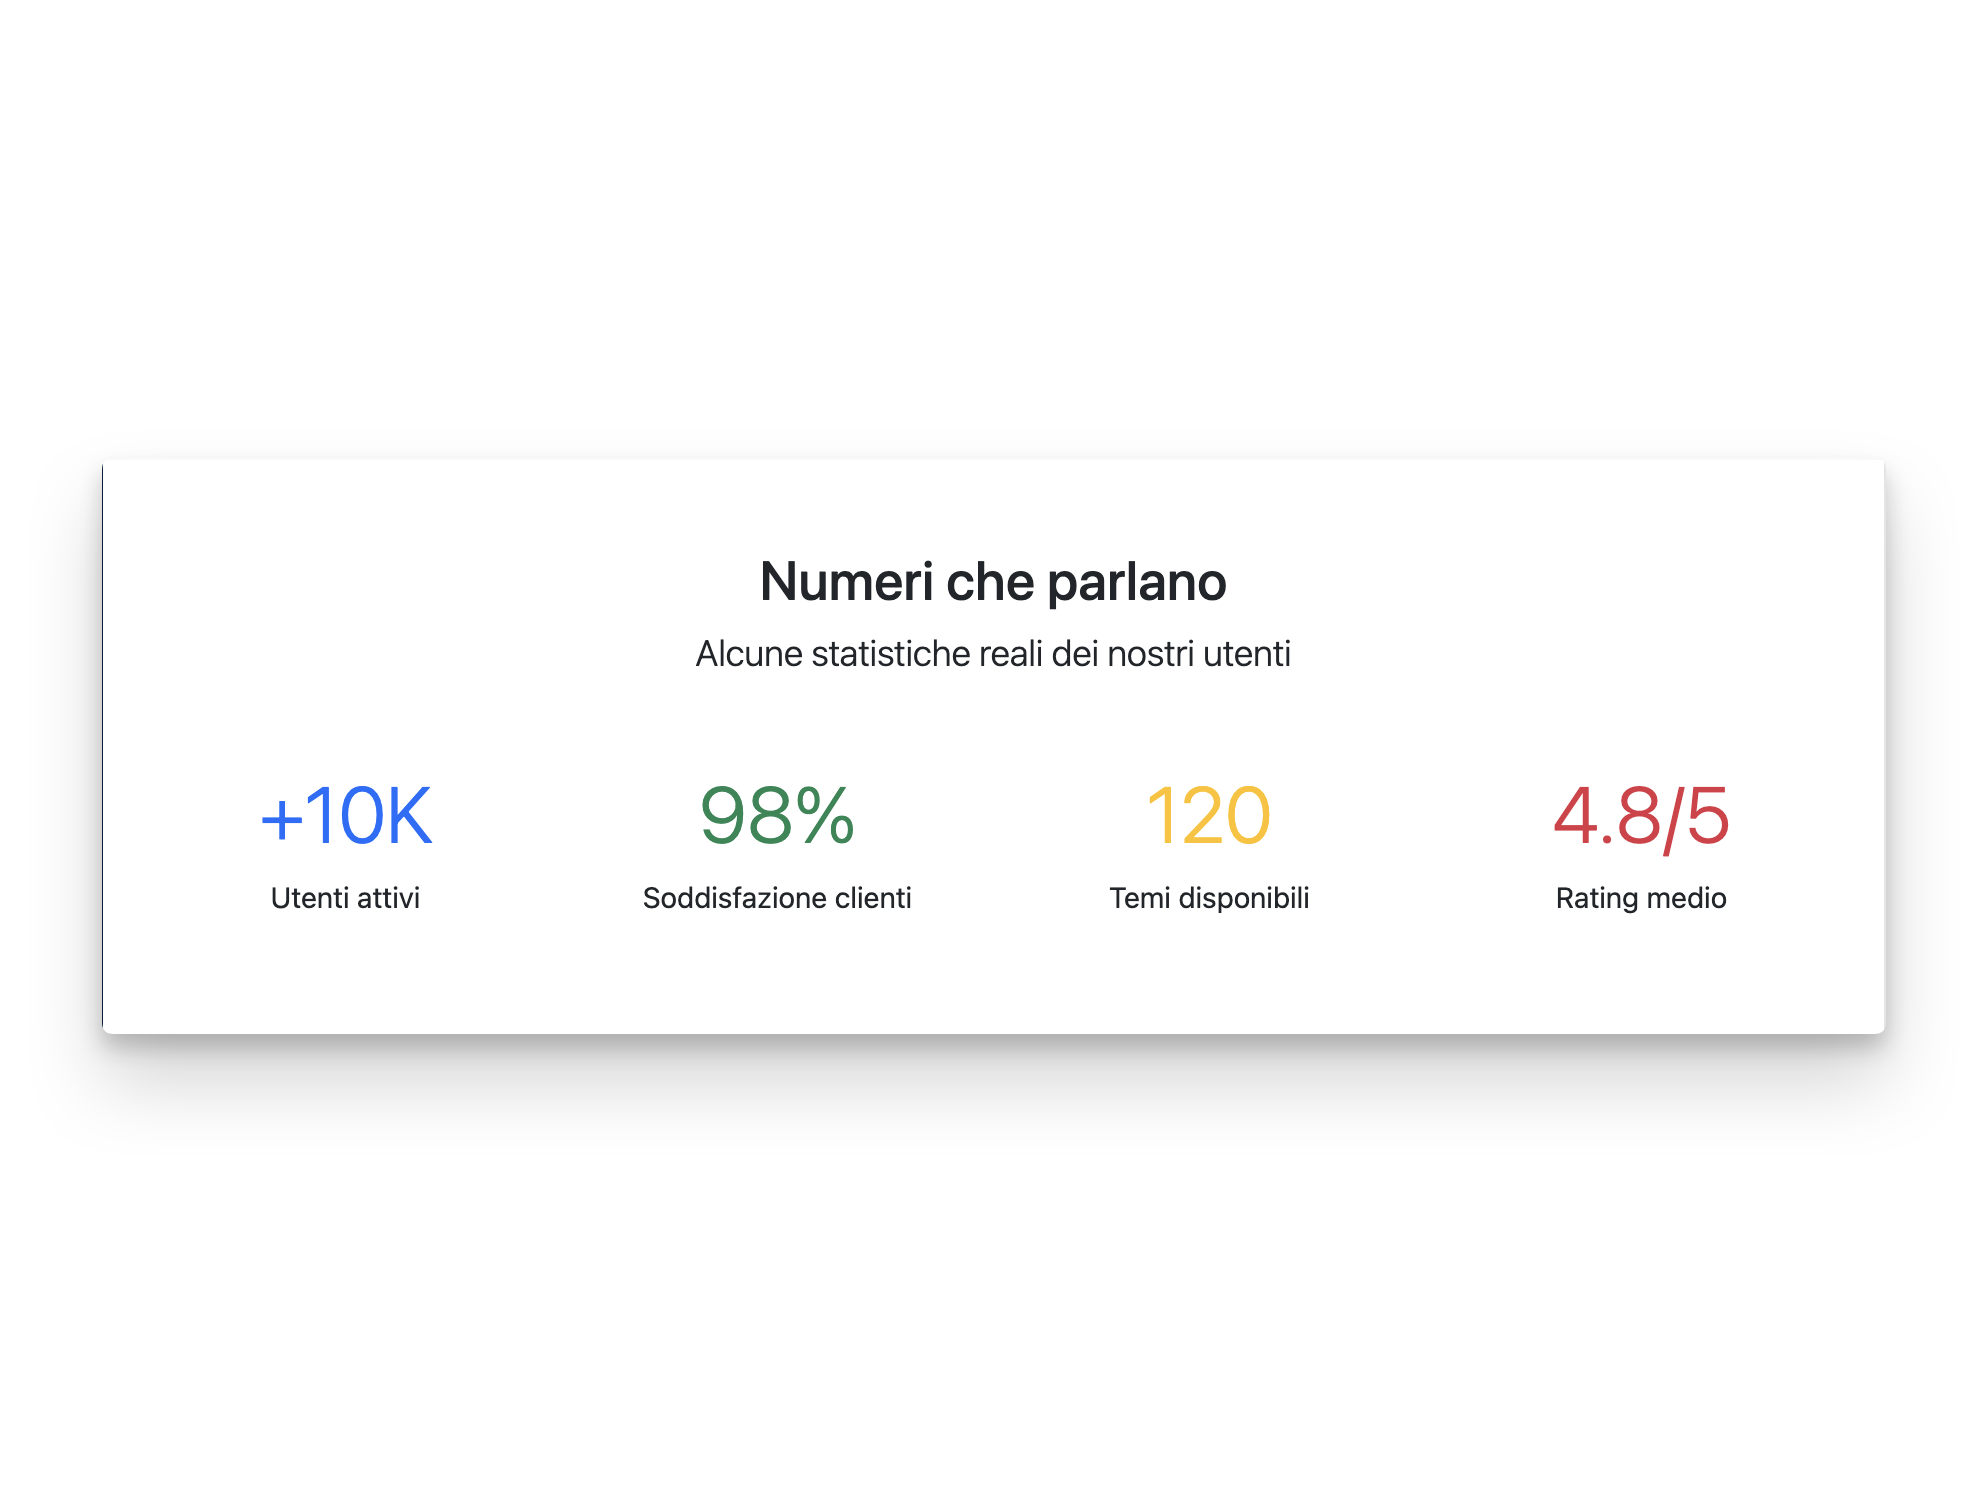 Numeri che parlano
Alcune statistiche reali dei nostri utenti
+10K
98%
120
4.8/5
Utenti attivi
Soddisfazione clienti
Temi disponibili
Rating medio